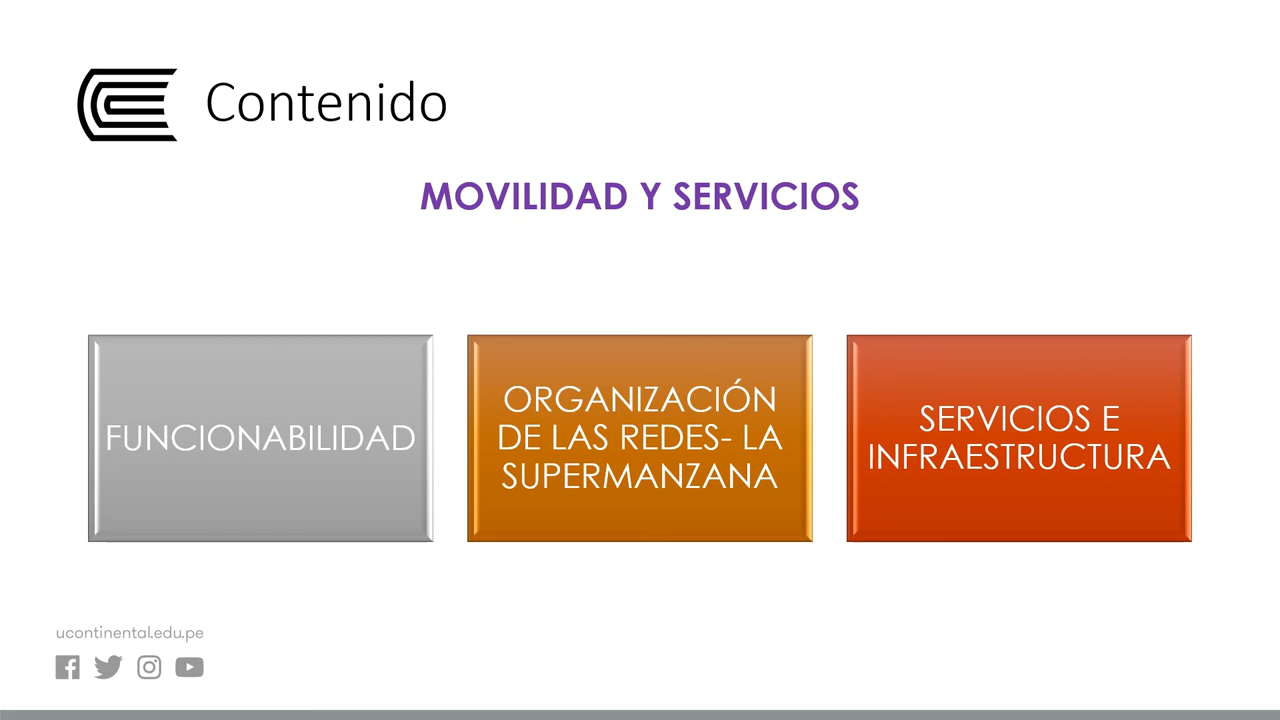 Contenido
MOVILIDAD Y SERVICIOS
FUNCIONABILIDAD
ORGANIZACIÓN
DE LAS REDES- LA
SUPERMANZANA
SERVICIOS E
INFRAESTRUCTURA
ucontinental.edu.pe